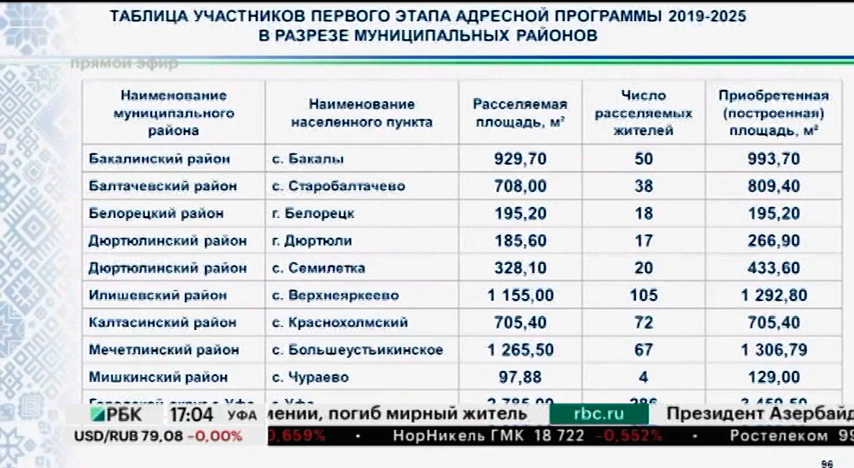 ТАБЛИЦА УЧАСТНИКОВ ПЕРВОГО ЭТАПА АДРЕСНОЙ ПРОГРАММЫ 2019-2025
В РАЗРЕЗЕ МУНИЦИПАЛЬНЫХ РАЙОНОВ
прямой эфир
Наименование муниципального района Наименование населенного пункта Расселяемая площадь, м² Число расселяемых жителей Приобретенная (построенная) площадь, м²
Бакалинский район с. Бакалы 929,70 50 993,70
Балтачевский район с. Старобалтачево 708,00 38 809,40
Белорецкий район г. Белорецк 195,20 18 195,20
Дюртюлинский район г. Дюртюли 185,60 17 266,90
Дюртюлинский район с. Семилетка 328,10 20 433,60
Илишевский район с. Верхнеяркеево 1 155,00 105 1 292,80
Калтасинский район с. Краснохолмский 705,40 72 705,40
Мечетлинский район с. Большеустьикинское 1 265,50 67 1 306,79
Мишкинский район с. Чураево 97,88 4 129,00
РБК 17:04 УФА мении, погиб мирный житель rbc.ru Президент Азербайд
USD/RUB 79,08 -0,00% 0,659% · НорНикель ГМК 18 722 -0,552% · Ростелеком 99
96